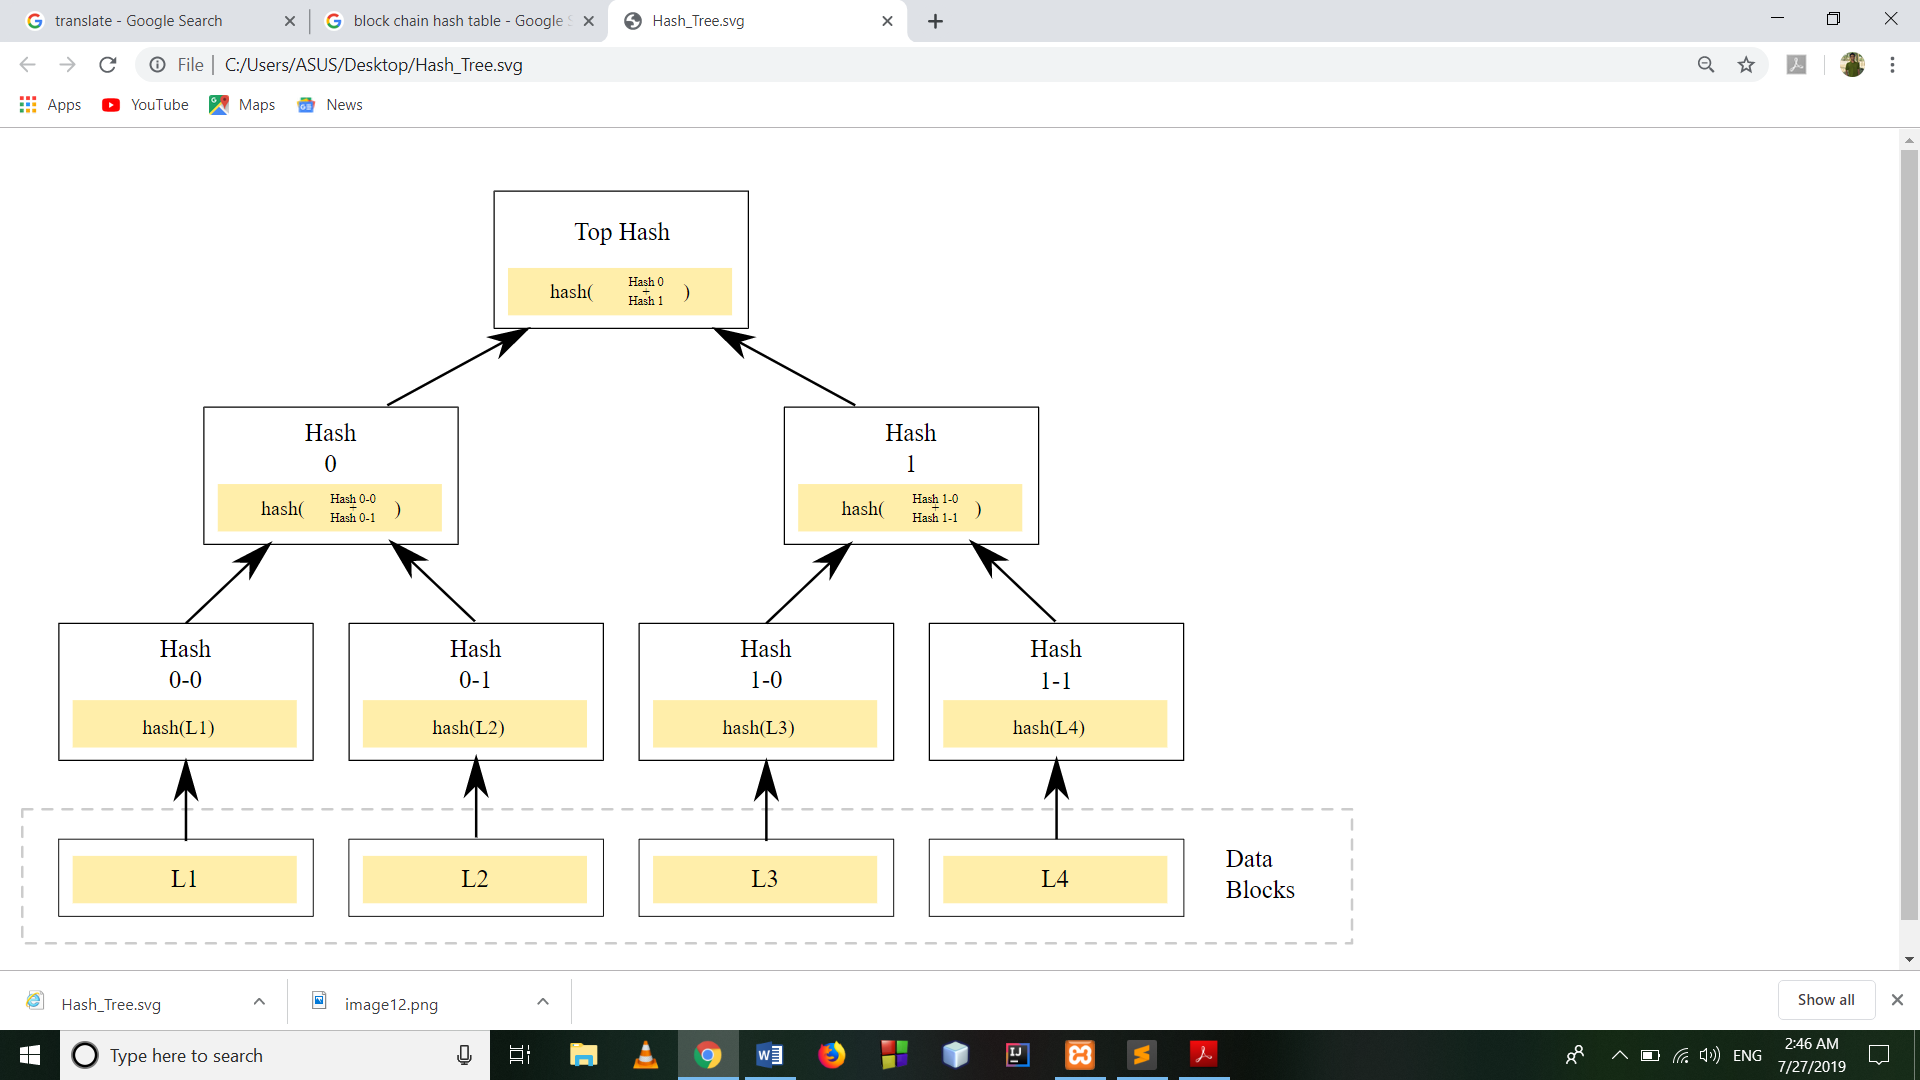 translate - Google Search
block chain hash table - Google S
Hash_Tree.svg
File
C:/Users/ASUS/Desktop/Hash_Tree.svg
Apps
YouTube
Maps
News
Top Hash
hash( Hash 0 + Hash 1 )
Hash
0
hash( Hash 0-0 + Hash 0-1 )
Hash
1
hash( Hash 1-0 + Hash 1-1 )
Hash
0-0
hash(L1)
Hash
0-1
hash(L2)
Hash
1-0
hash(L3)
Hash
1-1
hash(L4)
L1
L2
L3
L4
Data
Blocks
Hash_Tree.svg
image12.png
Show all
Type here to search
ENG
2:46 AM
7/27/2019